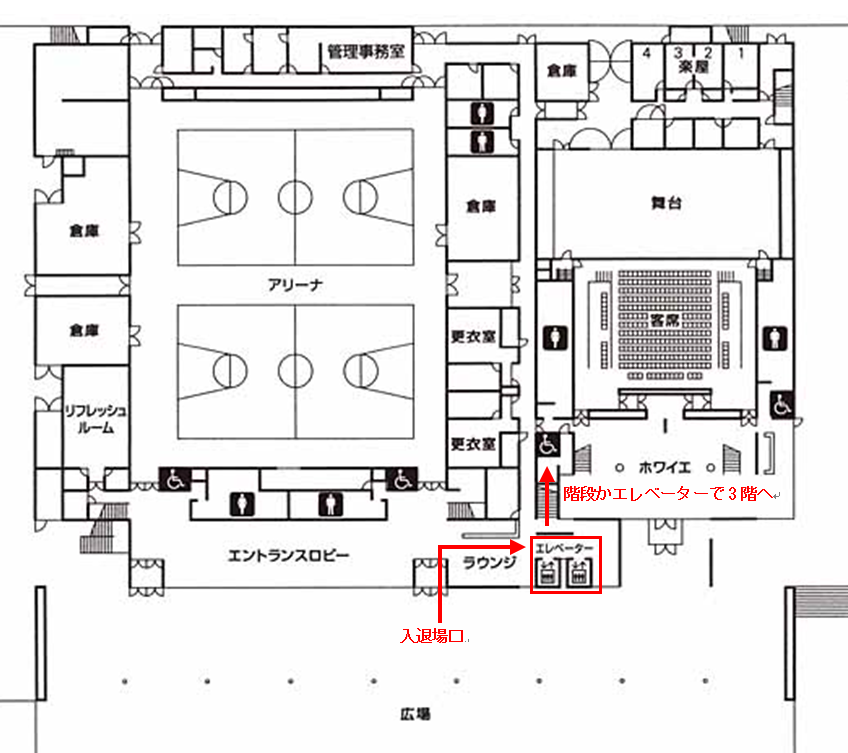 管理事務室
倉庫
4
3
2
1
楽屋
倉庫
舞台
倉庫
アリーナ
客席
倉庫
更衣室
リフレッシュ
ルーム
更衣室
ホワイエ
階段かエレベーターで3階へ
エントランスロビー
ラウンジ
エレベーター
入退場口
広場